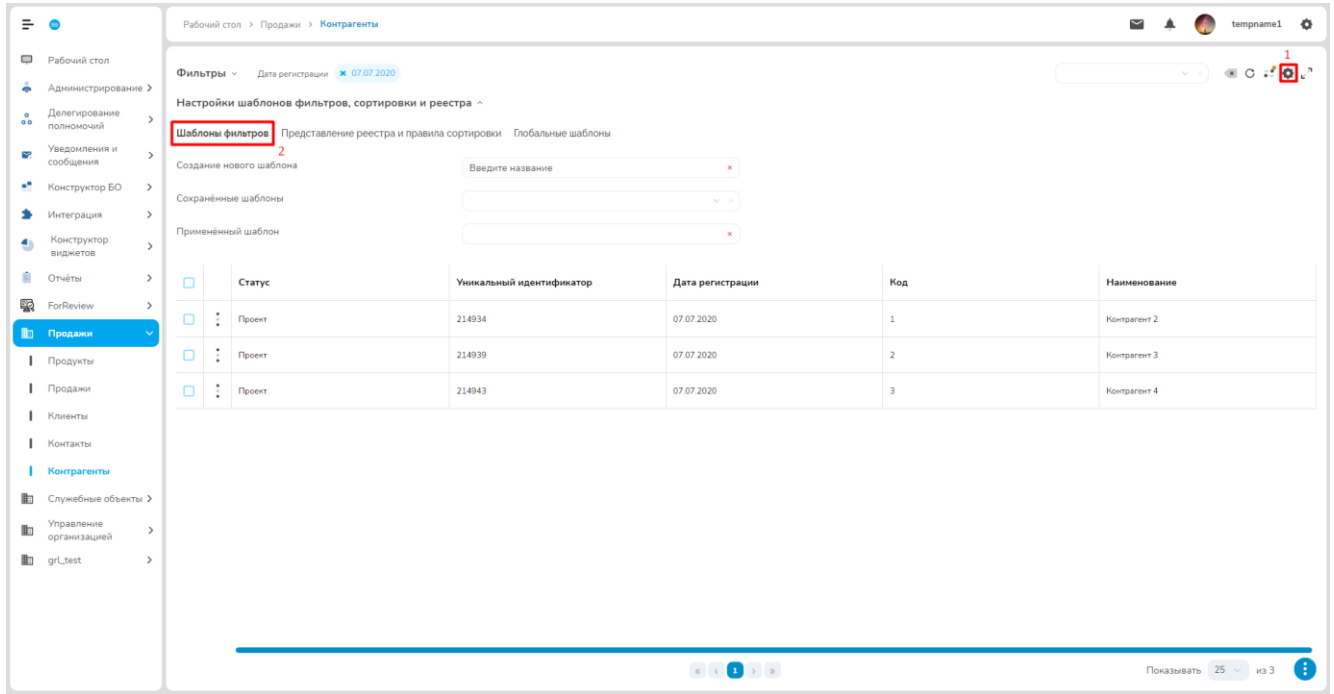 Рабочий стол > Продажи > Контрагенты
tempname1
Рабочий стол
Администрирование
Делегирование
полномочий
Уведомления и
сообщения
Конструктор БО
Интеграция
Конструктор
виджетов
Отчёты
ForReview
Продажи
Продукты
Продажи
Клиенты
Контакты
Контрагенты
Служебные объекты
Управление
организацией
grl_test
1
Фильтры Дата регистрации × 07.07.2020
Настройки шаблонов фильтров, сортировки и реестра
Шаблоны фильтров Представление реестра и правила сортировки Глобальные шаблоны
2
Создание нового шаблона Введите название
Сохранённые шаблоны
Применённый шаблон
Статус Уникальный идентификатор Дата регистрации Код Наименование
Проект 214934 07.07.2020 1 Контрагент 2
Проект 214939 07.07.2020 2 Контрагент 3
Проект 214943 07.07.2020 3 Контрагент 4
« < 1 > »
Показывать 25 из 3